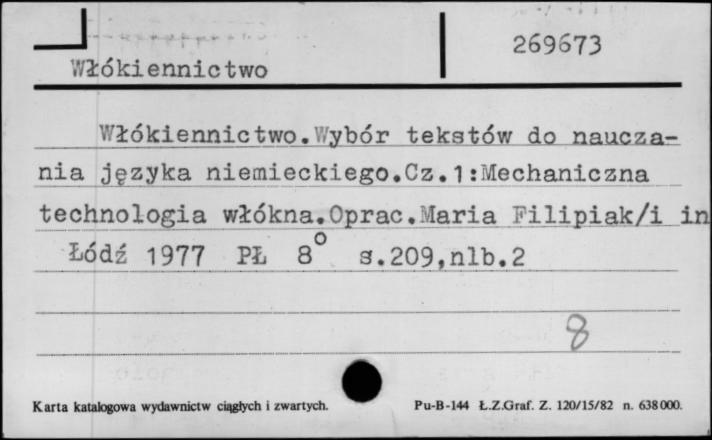 269673
Włókiennictwo
Włókiennictwo.Wybór tekstów do naucza-
nia języka niemieckiego.Cz.1:Mechaniczna
technologia włókna.Oprac.Maria Filipiak/i in
Łódź 1977 PŁ 8° s.209,nlb.2
8
Karta katalogowa wydawnictw ciągłych i zwartych. Pu-B-144 Ł.Z.Graf. Z. 120/15/82 n. 638000.